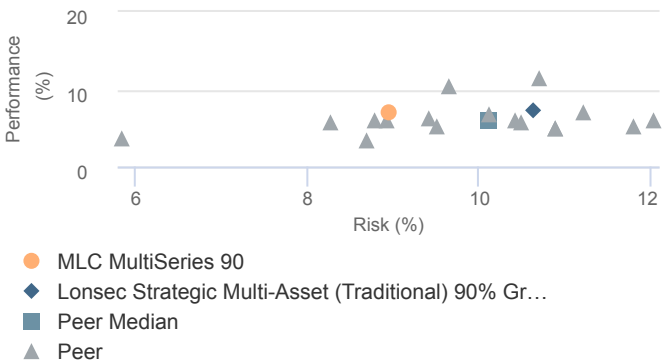 20
10
0
Performance
(%)
6
8
10
12
Risk (%)
MLC MultiSeries 90
Lonsec Strategic Multi-Asset (Traditional) 90% Gr…
Peer Median
Peer